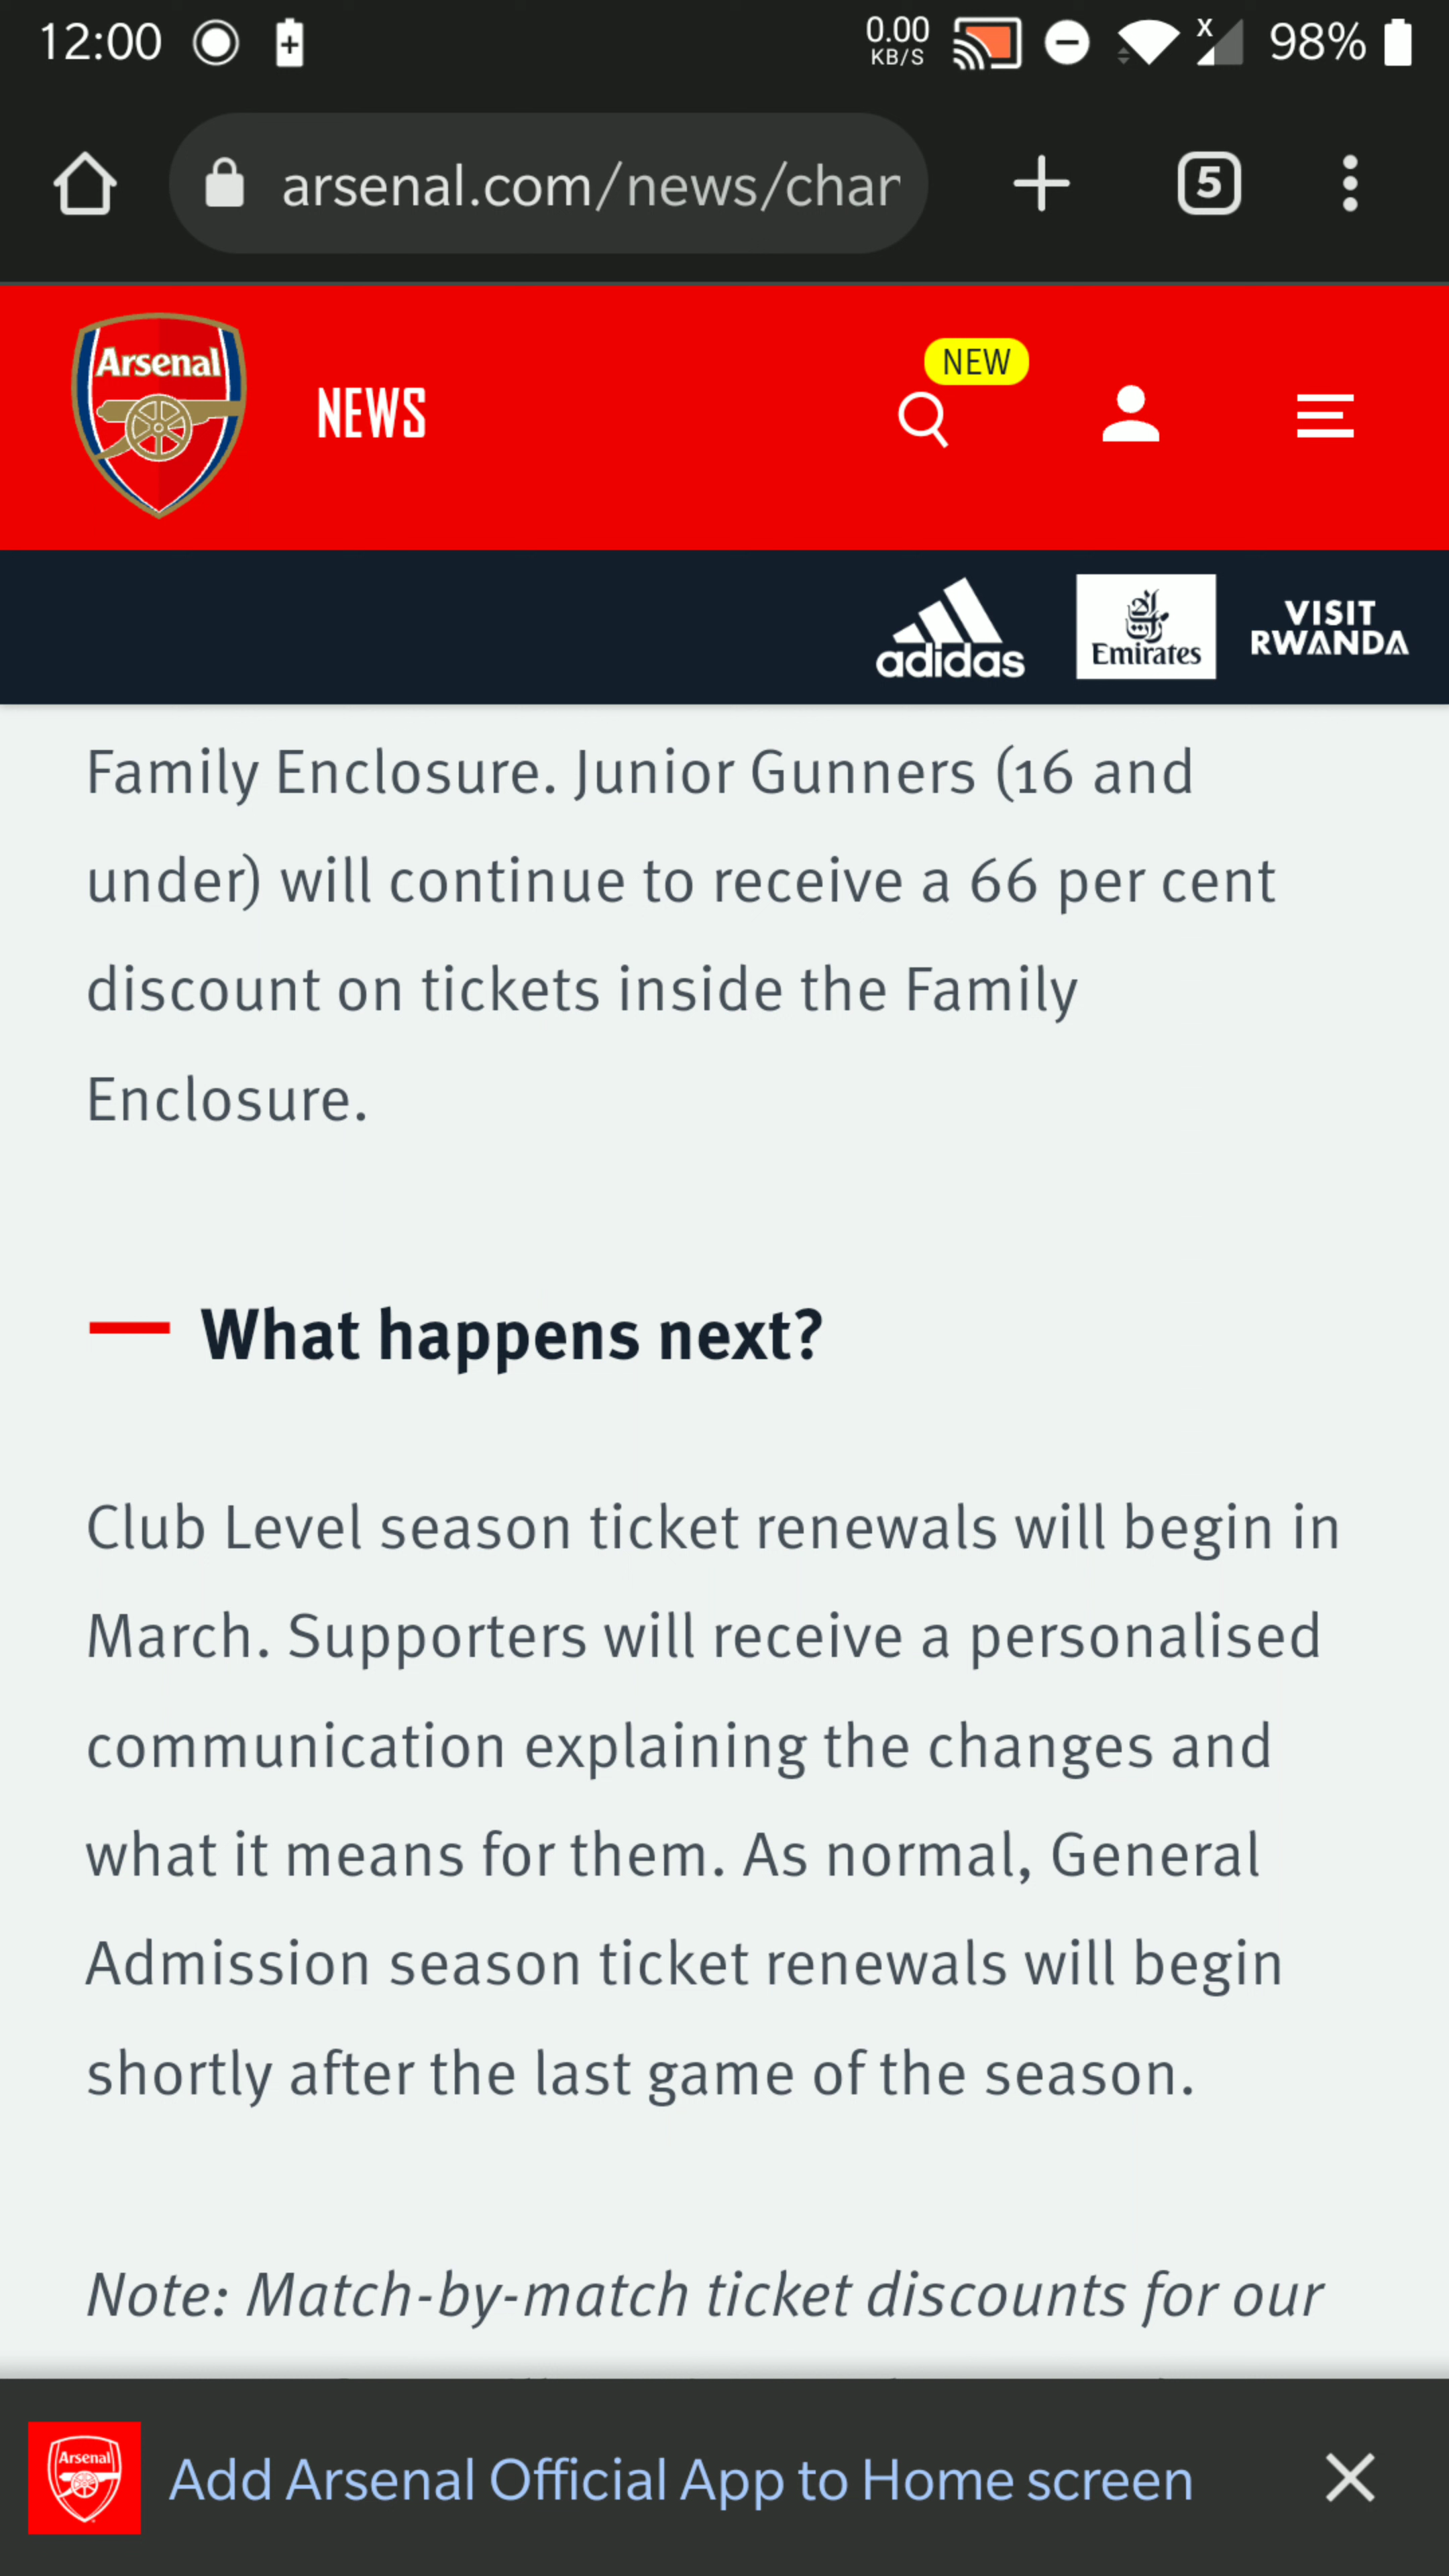 12:00
0.00
KB/S
X
98%
arsenal.com/news/char
5
Arsenal
NEWS
NEW
adidas
Emirates
VISIT
RWANDA
Family Enclosure. Junior Gunners (16 and
under) will continue to receive a 66 per cent
discount on tickets inside the Family
Enclosure.
What happens next?
Club Level season ticket renewals will begin in
March. Supporters will receive a personalised
communication explaining the changes and
what it means for them. As normal, General
Admission season ticket renewals will begin
shortly after the last game of the season.
Note: Match-by-match ticket discounts for our
Arsenal
Add Arsenal Official App to Home screen